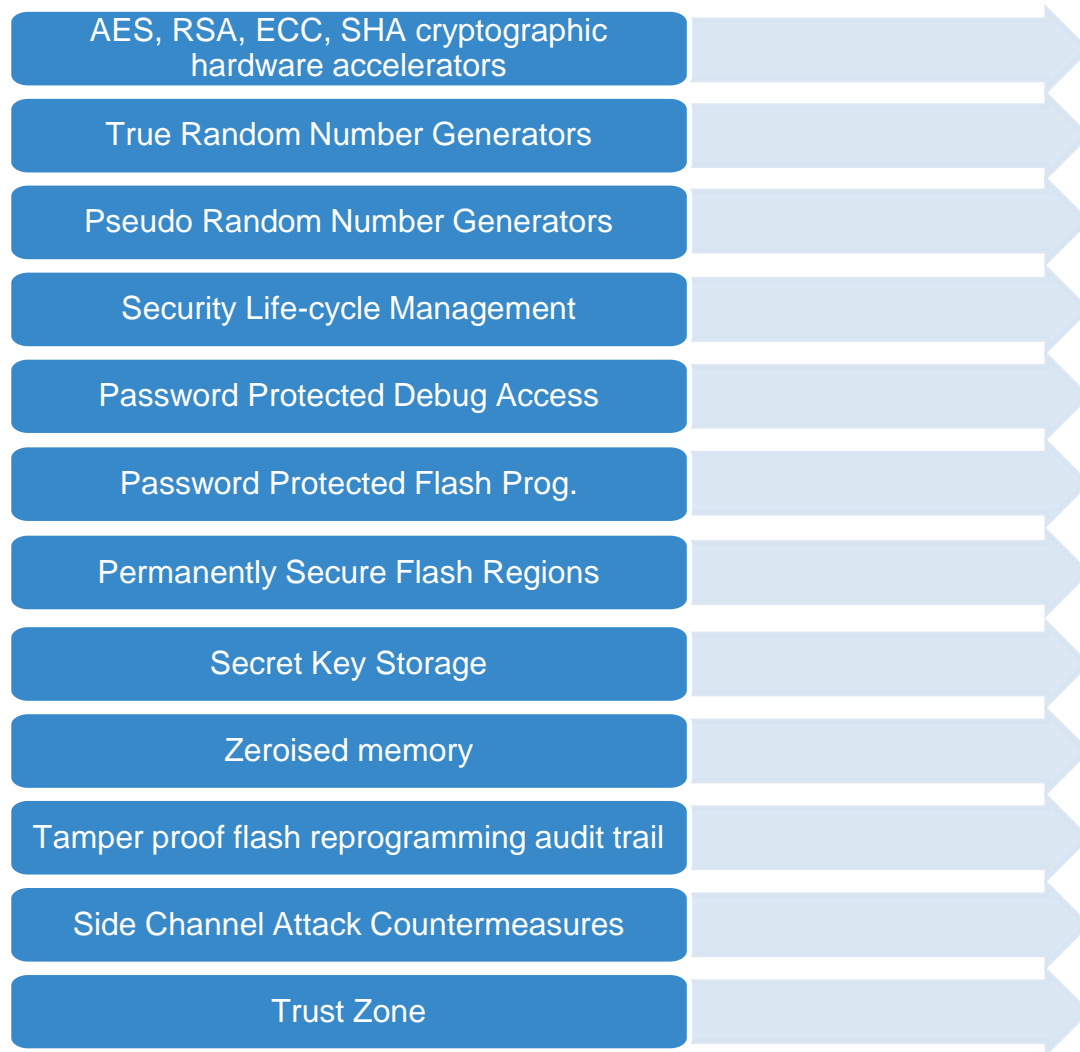 AES, RSA, ECC, SHA cryptographic
hardware accelerators
True Random Number Generators
Pseudo Random Number Generators
Security Life-cycle Management
Password Protected Debug Access
Password Protected Flash Prog.
Permanently Secure Flash Regions
Secret Key Storage
Zeroised memory
Tamper proof flash reprogramming audit trail
Side Channel Attack Countermeasures
Trust Zone